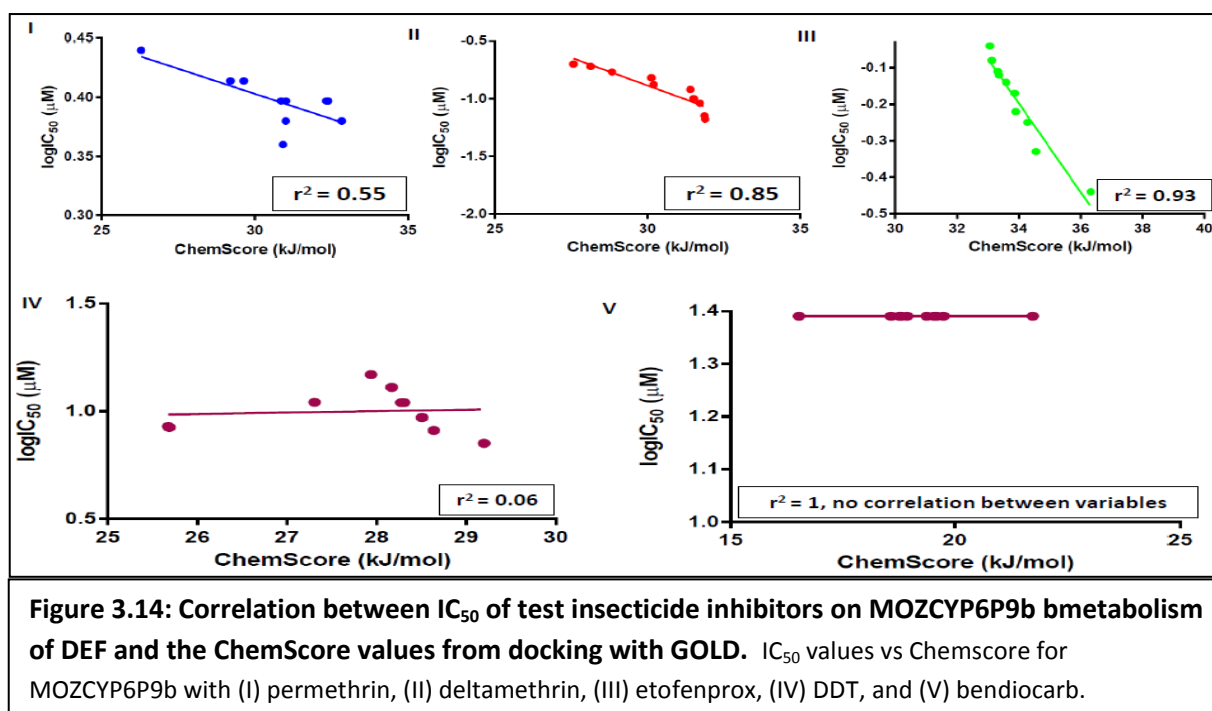 I
0.45
0.40
0.35
0.30
logIC50 (μM)
25
30
35
ChemScore (kJ/mol)
r² = 0.55
II
-0.5
-1.0
-1.5
-2.0
logIC50 (μM)
25
30
35
ChemScore (kJ/mol)
r² = 0.85
III
-0.1
-0.2
-0.3
-0.4
-0.5
logIC50 (μM)
30
32
34
36
38
40
ChemScore (kJ/mol)
r² = 0.93
IV
1.5
1.0
0.5
logIC50 (μM)
25
26
27
28
29
30
ChemScore (kJ/mol)
r² = 0.06
V
1.4
1.3
1.2
1.1
1.0
logIC50 (μM)
15
20
25
ChemScore (kJ/mol)
r² = 1, no correlation between variables
Figure 3.14: Correlation between IC50 of test insecticide inhibitors on MOZCYP6P9b bmetabolism
of DEF and the ChemScore values from docking with GOLD. IC50 values vs Chemscore for
MOZCYP6P9b with (I) permethrin, (II) deltamethrin, (III) etofenprox, (IV) DDT, and (V) bendiocarb.